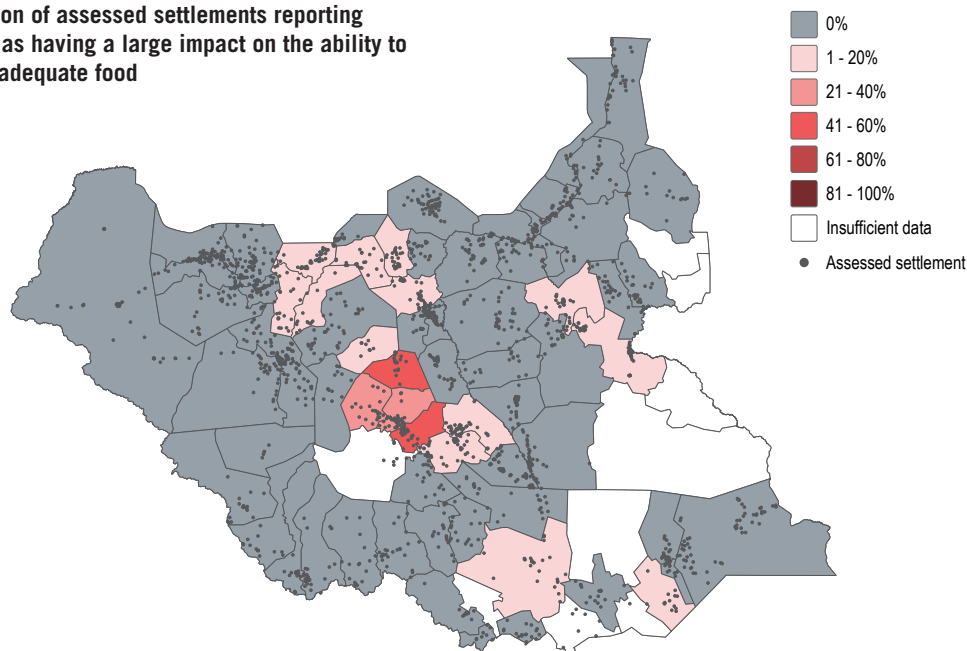 of assessed settlements reporting
as having a large impact on the ability to
adequate food
0%
1 - 20%
21 - 40%
41 - 60%
61 - 80%
81 - 100%
Insufficient data
Assessed settlement